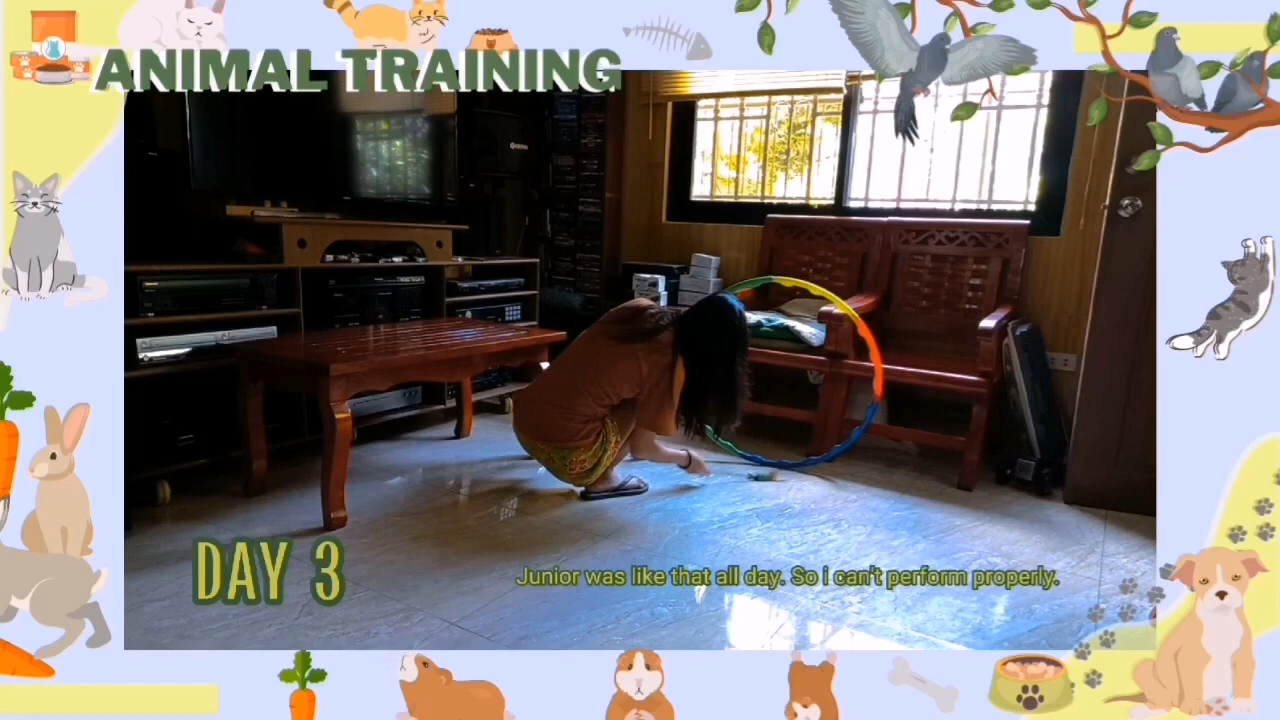 ANIMAL TRAINING
DAY 3
Junior was like that all day. So i can't perform properly.